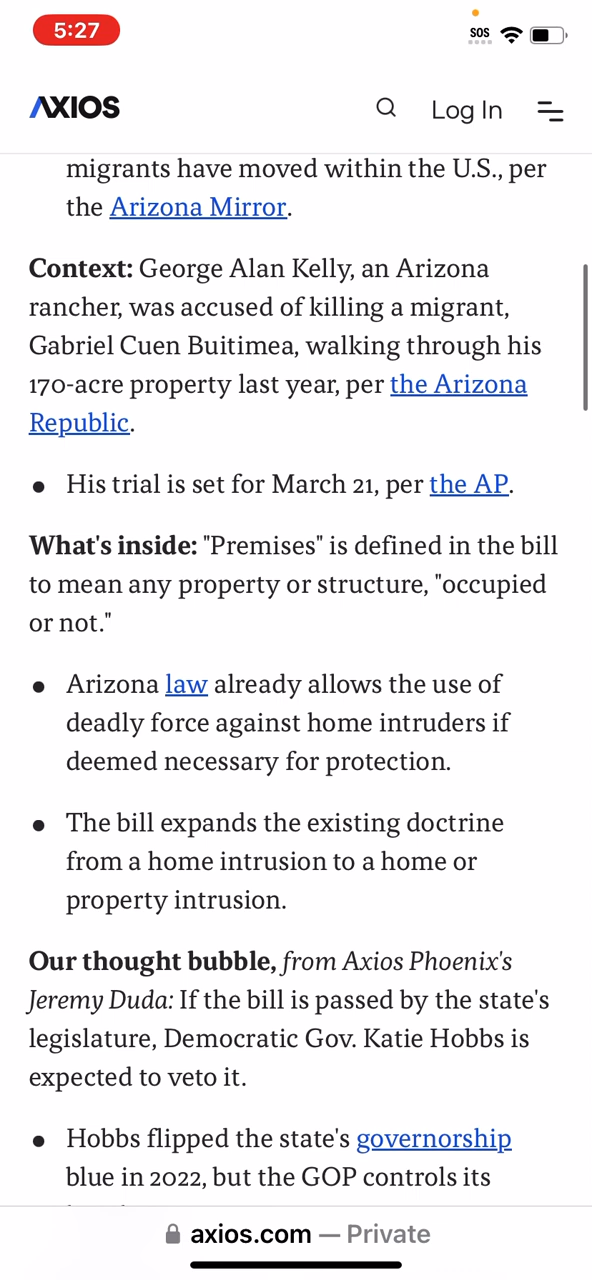 5:27
SOS
AXIOS
Log In
migrants have moved within the U.S., per
the Arizona Mirror.
Context: George Alan Kelly, an Arizona
rancher, was accused of killing a migrant,
Gabriel Cuen Buitimea, walking through his
170-acre property last year, per the Arizona
Republic.
• His trial is set for March 21, per the AP.
What's inside: "Premises" is defined in the bill
to mean any property or structure, "occupied
or not."
• Arizona law already allows the use of
deadly force against home intruders if
deemed necessary for protection.
• The bill expands the existing doctrine
from a home intrusion to a home or
property intrusion.
Our thought bubble, from Axios Phoenix's
Jeremy Duda: If the bill is passed by the state's
legislature, Democratic Gov. Katie Hobbs is
expected to veto it.
• Hobbs flipped the state's governorship
blue in 2022, but the GOP controls its
axios.com — Private